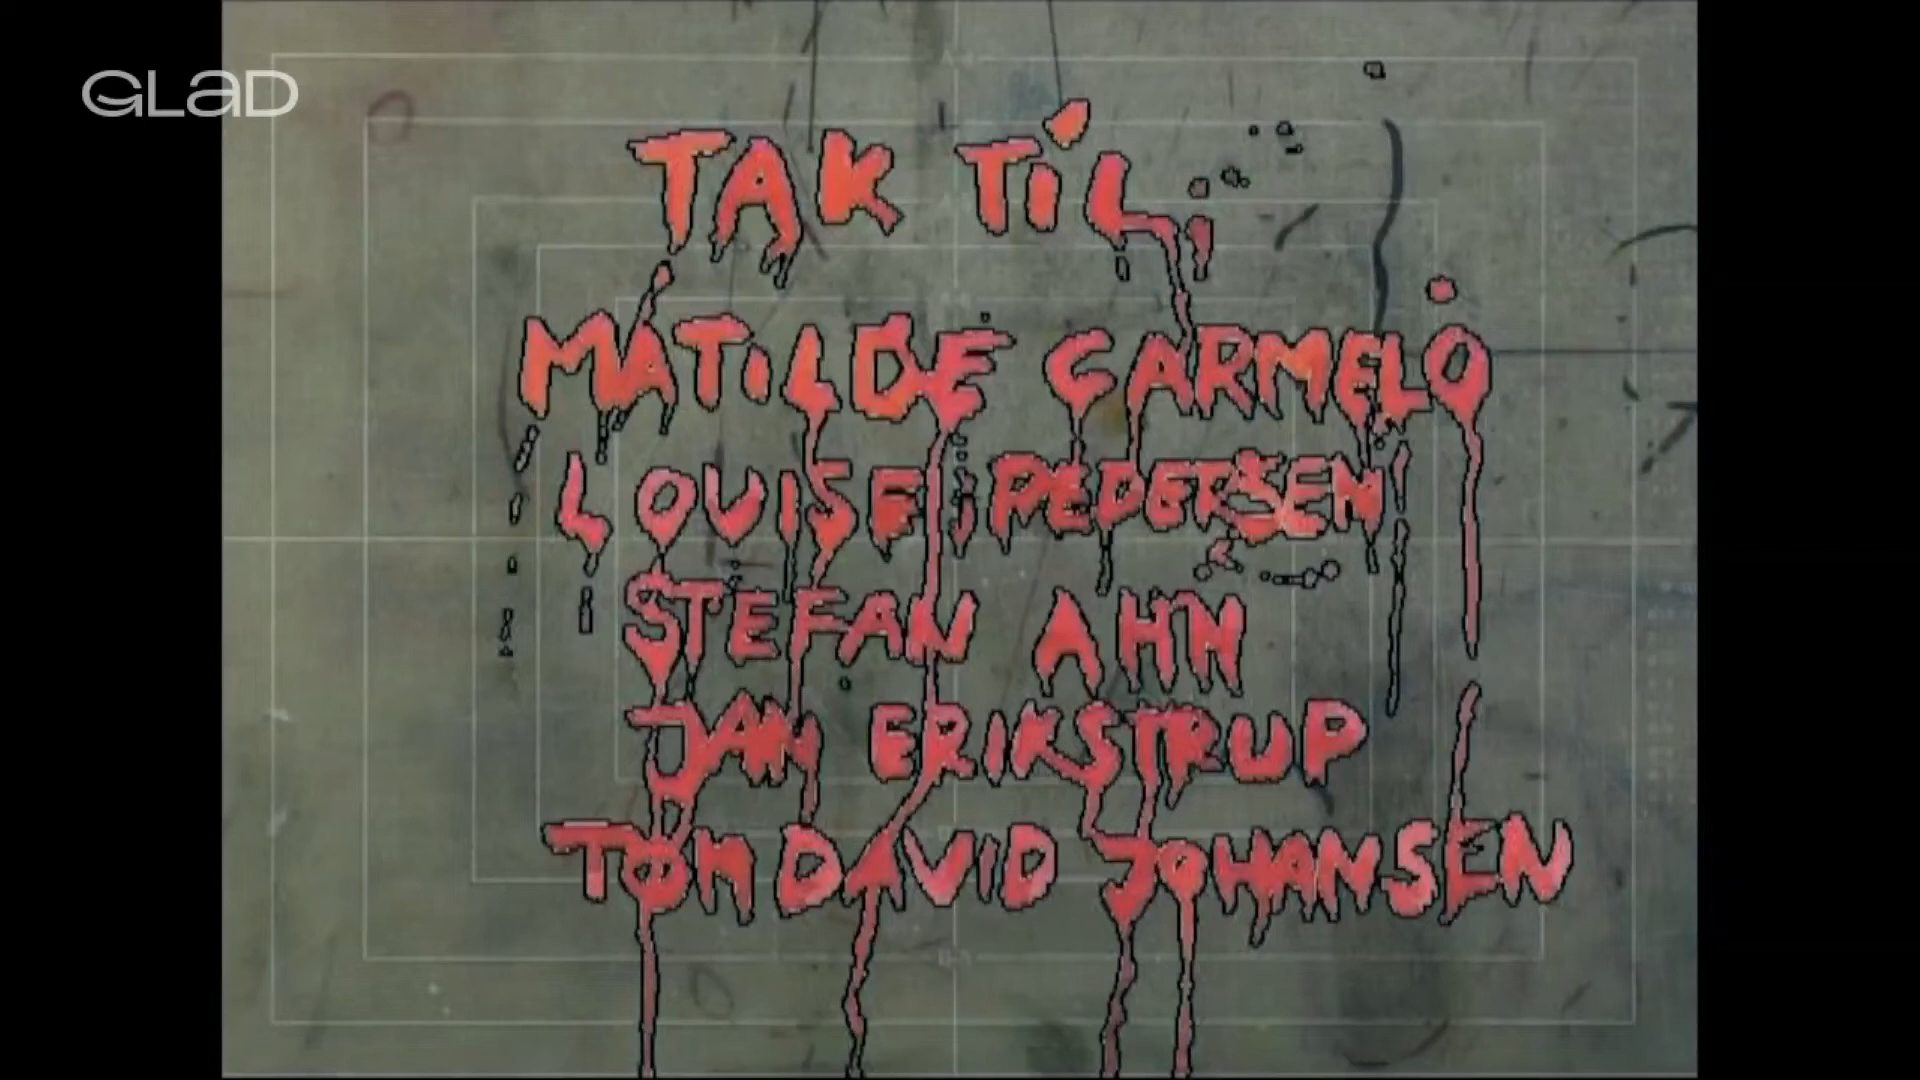 GLAD
TAK TIL
MATILDE CARMELO
LOUISE PEDERSEN
STEFAN AHN
JAN ERIKSTRUP
TOM DAVID JOHANSEN